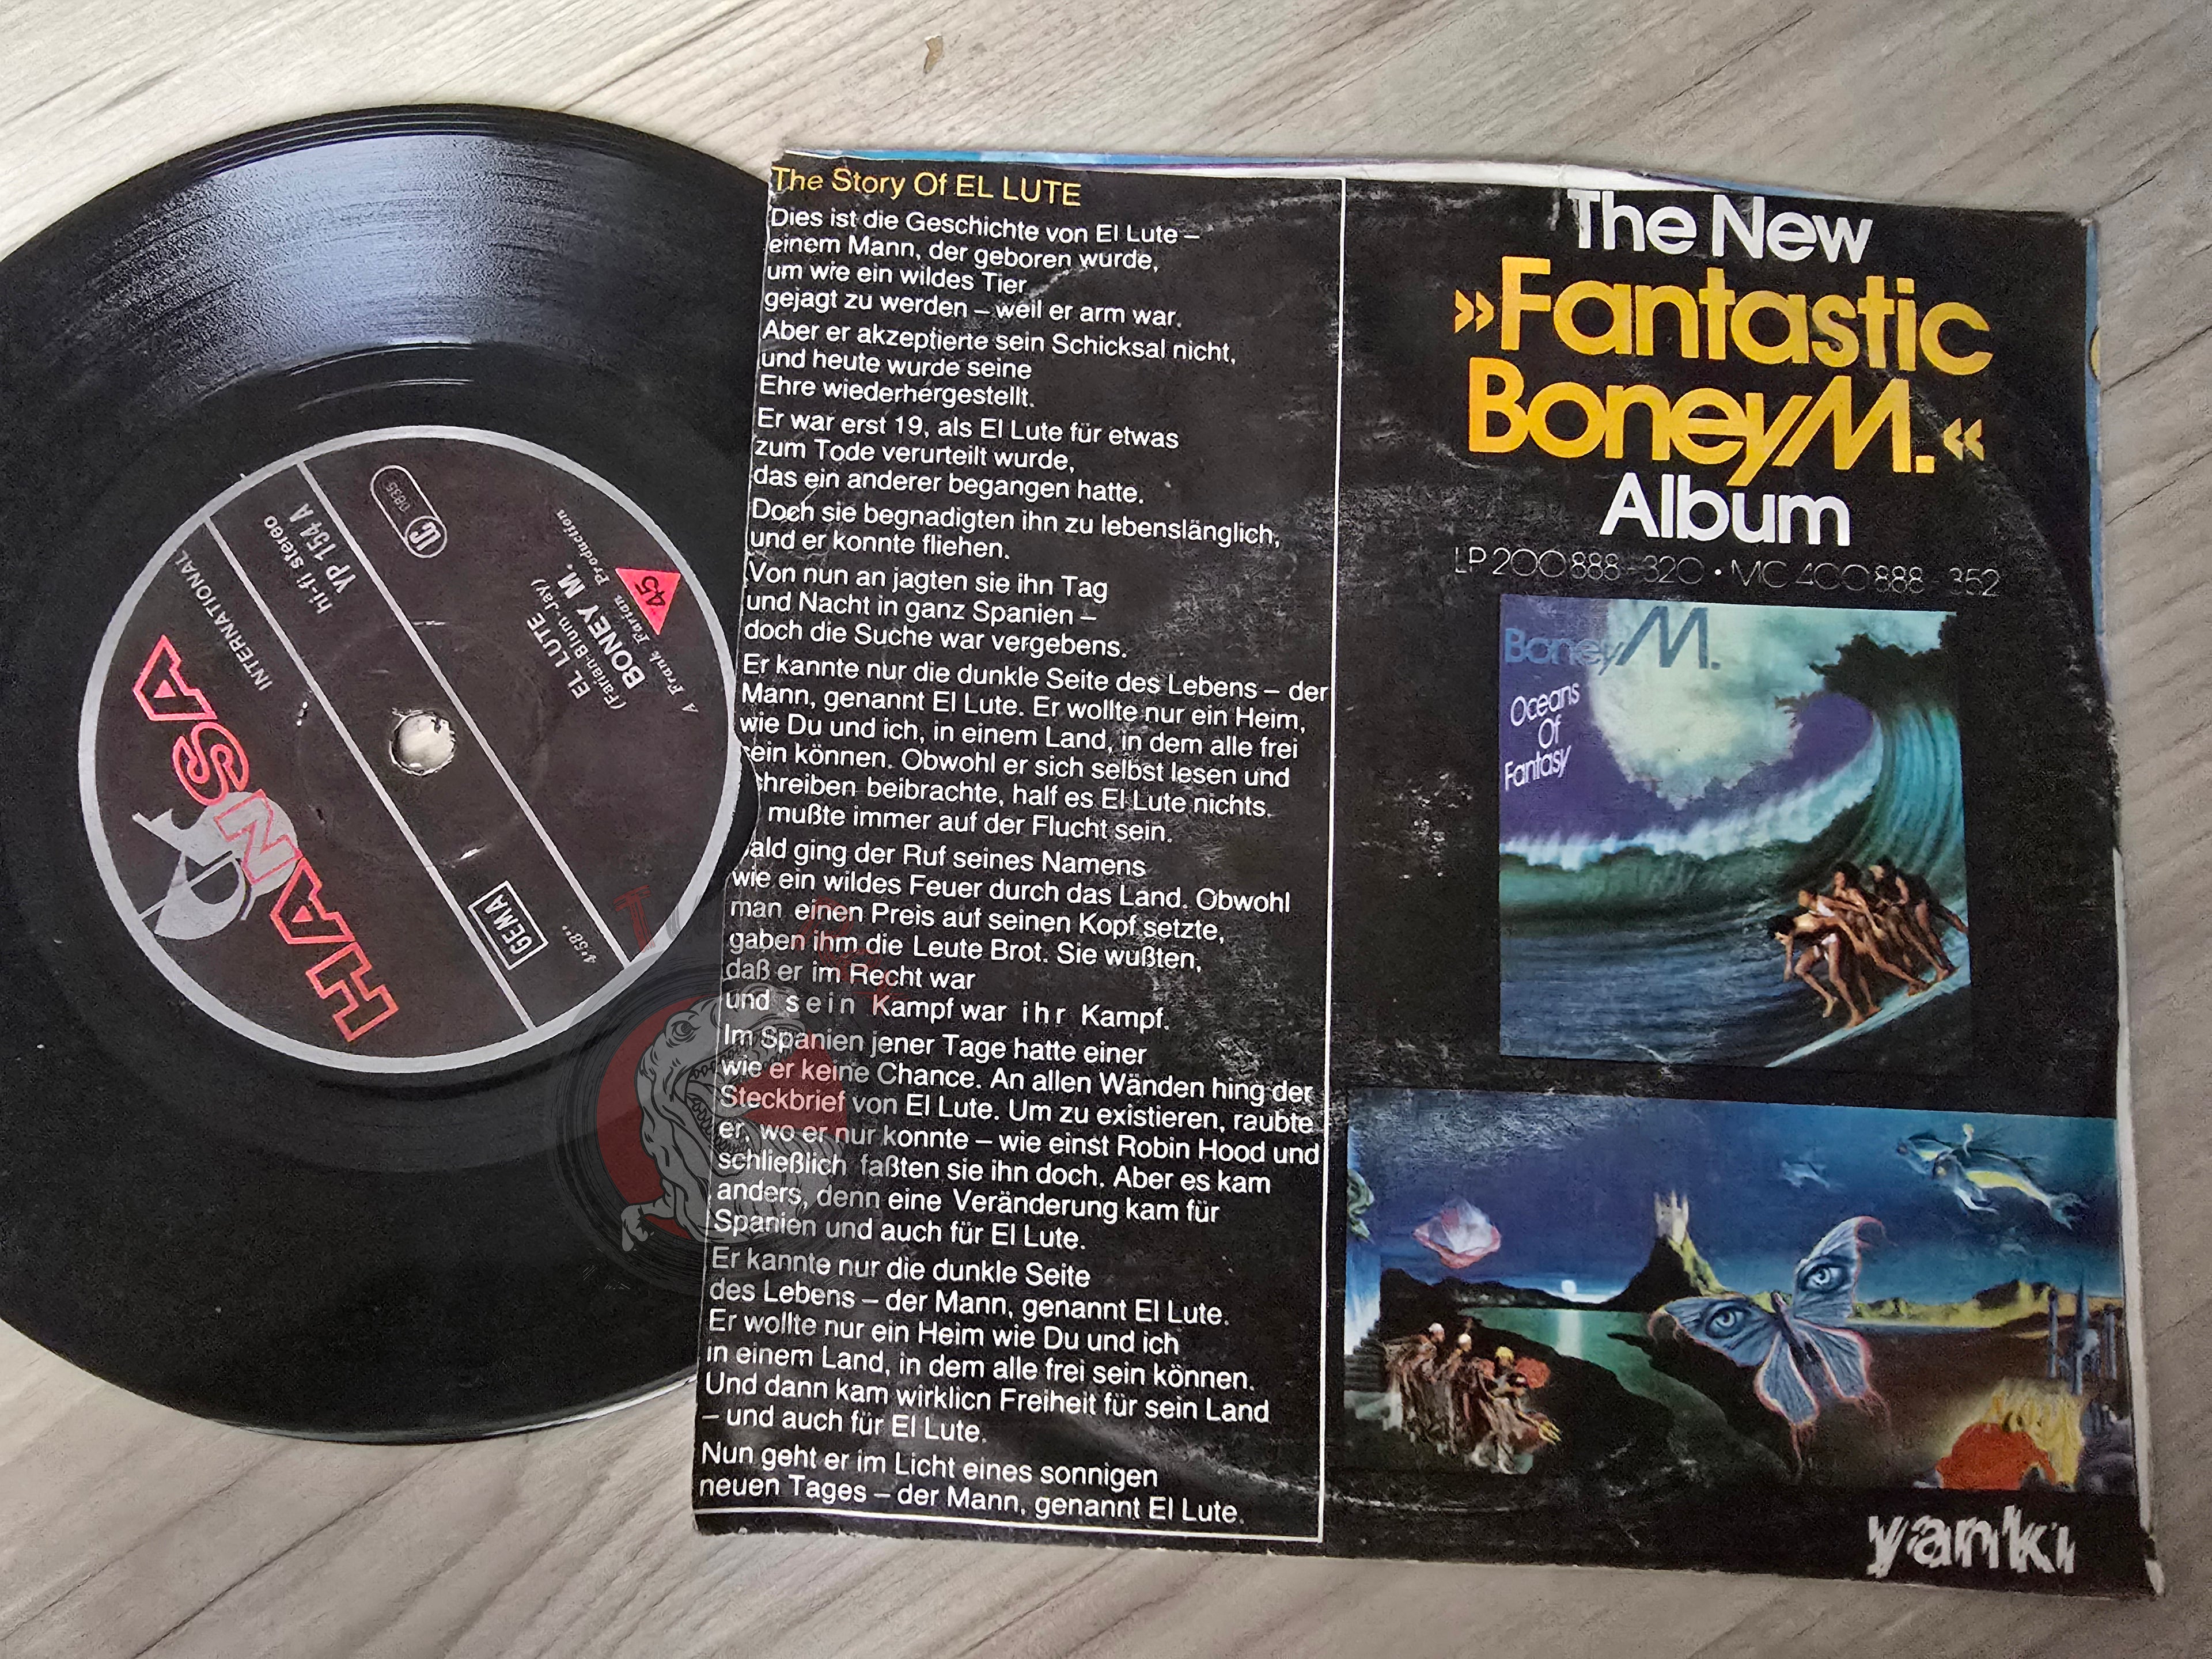 The Story Of EL LUTE
Dies ist die Geschichte von El Lute –
einem Mann, der geboren wurde,
um wie ein wildes Tier
gejagt zu werden – weil er arm war.
Aber er akzeptierte sein Schicksal nicht,
und heute wurde seine
Ehre wiederhergestellt.
Er war erst 19, als El Lute für etwas
zum Tode verurteilt wurde,
das ein anderer begangen hatte.
Doch sie begnadigten ihn zu lebenslänglich,
und er konnte fliehen.
Von nun an jagten sie ihn Tag
und Nacht in ganz Spanien –
doch die Suche war vergebens.
Er kannte nur die dunkle Seite des Lebens – der
Mann, genannt El Lute. Er wollte nur ein Heim,
wie Du und ich, in einem Land, in dem alle frei
sein können. Obwohl er sich selbst lesen und
chreiben beibrachte, half es El Lute nichts.
mußte immer auf der Flucht sein.
ald ging der Ruf seines Namens
wie ein wildes Feuer durch das Land. Obwohl
man einen Preis auf seinen Kopf setzte,
gaben ihm die Leute Brot. Sie wußten,
daß er im Recht war
und sein Kampf war ihr Kampf.
Im Spanien jener Tage hatte einer
wie er keine Chance. An allen Wänden hing der
Steckbrief von El Lute. Um zu existieren, raubte
er, wo er nur konnte – wie einst Robin Hood und
schließlich faßten sie ihn doch. Aber es kam
anders, denn eine Veränderung kam für
Spanien und auch für El Lute.
Er kannte nur die dunkle Seite
des Lebens – der Mann, genannt El Lute.
Er wollte nur ein Heim wie Du und ich
in einem Land, in dem alle frei sein können.
Und dann kam wirklicn Freiheit für sein Land
– und auch für El Lute.
Nun geht er im Licht eines sonnigen
neuen Tages – der Mann, genannt El Lute.
The New
»Fantastic
Boney M.«
Album
LP 200 888-320 • MC 400 888-352
Boney M.
Oceans
Of
Fantasy
yanki
HANSA
INTERNATIONAL
hi-fi stereo
YP 154 A
LC 0835
GEMA
4'58"
EL LUTE
(Farian-Blum-Jay)
BONEY M.
A Frank Farian Production
45